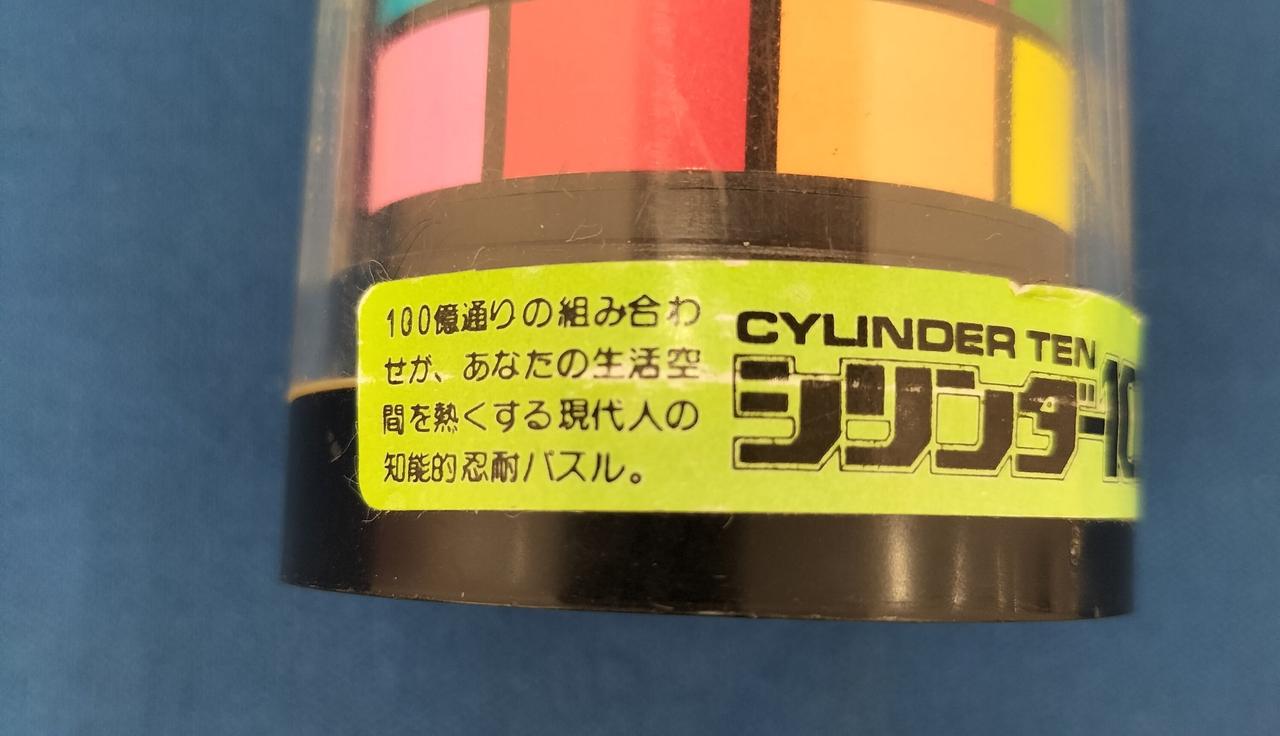 100億通りの組み合わ
せが、あなたの生活空
間を熱くする現代人の
知能的忍耐パズル。
CYLINDER TEN
シリンダー10